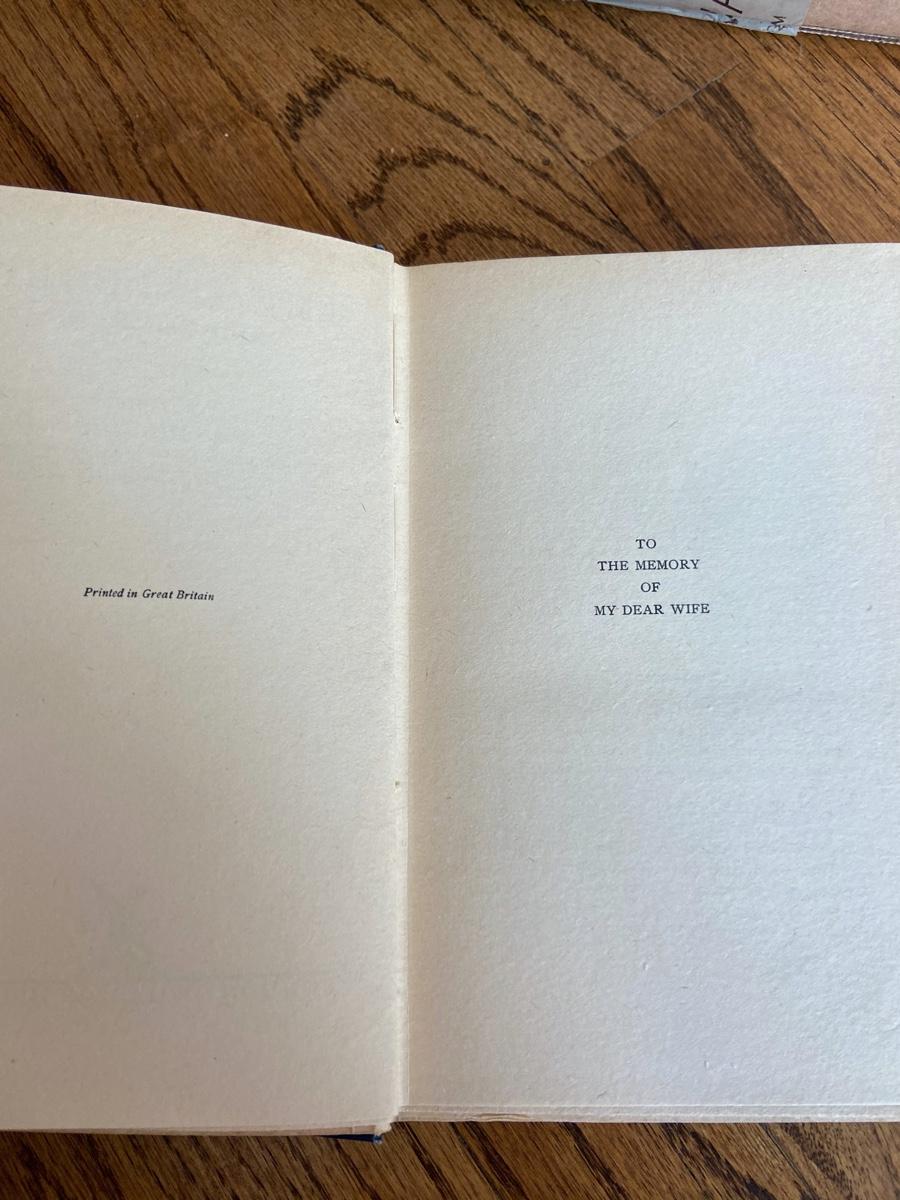 Printed in Great Britain
TO
THE MEMORY
OF
MY DEAR WIFE